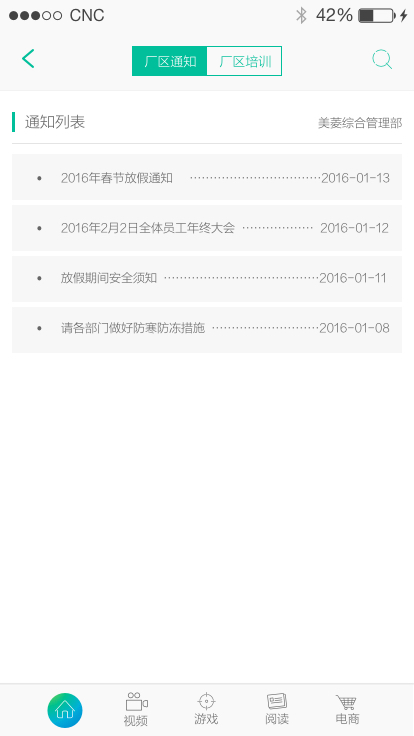 CNC 42%
厂区通知 厂区培训
通知列表 美菱综合管理部
• 2016年春节放假通知 ································2016-01-13
• 2016年2月2日全体员工年终大会 ·················· 2016-01-12
• 放假期间安全须知 ·······································2016-01-11
• 请各部门做好防寒防冻措施 ···························2016-01-08
视频 游戏 阅读 电商